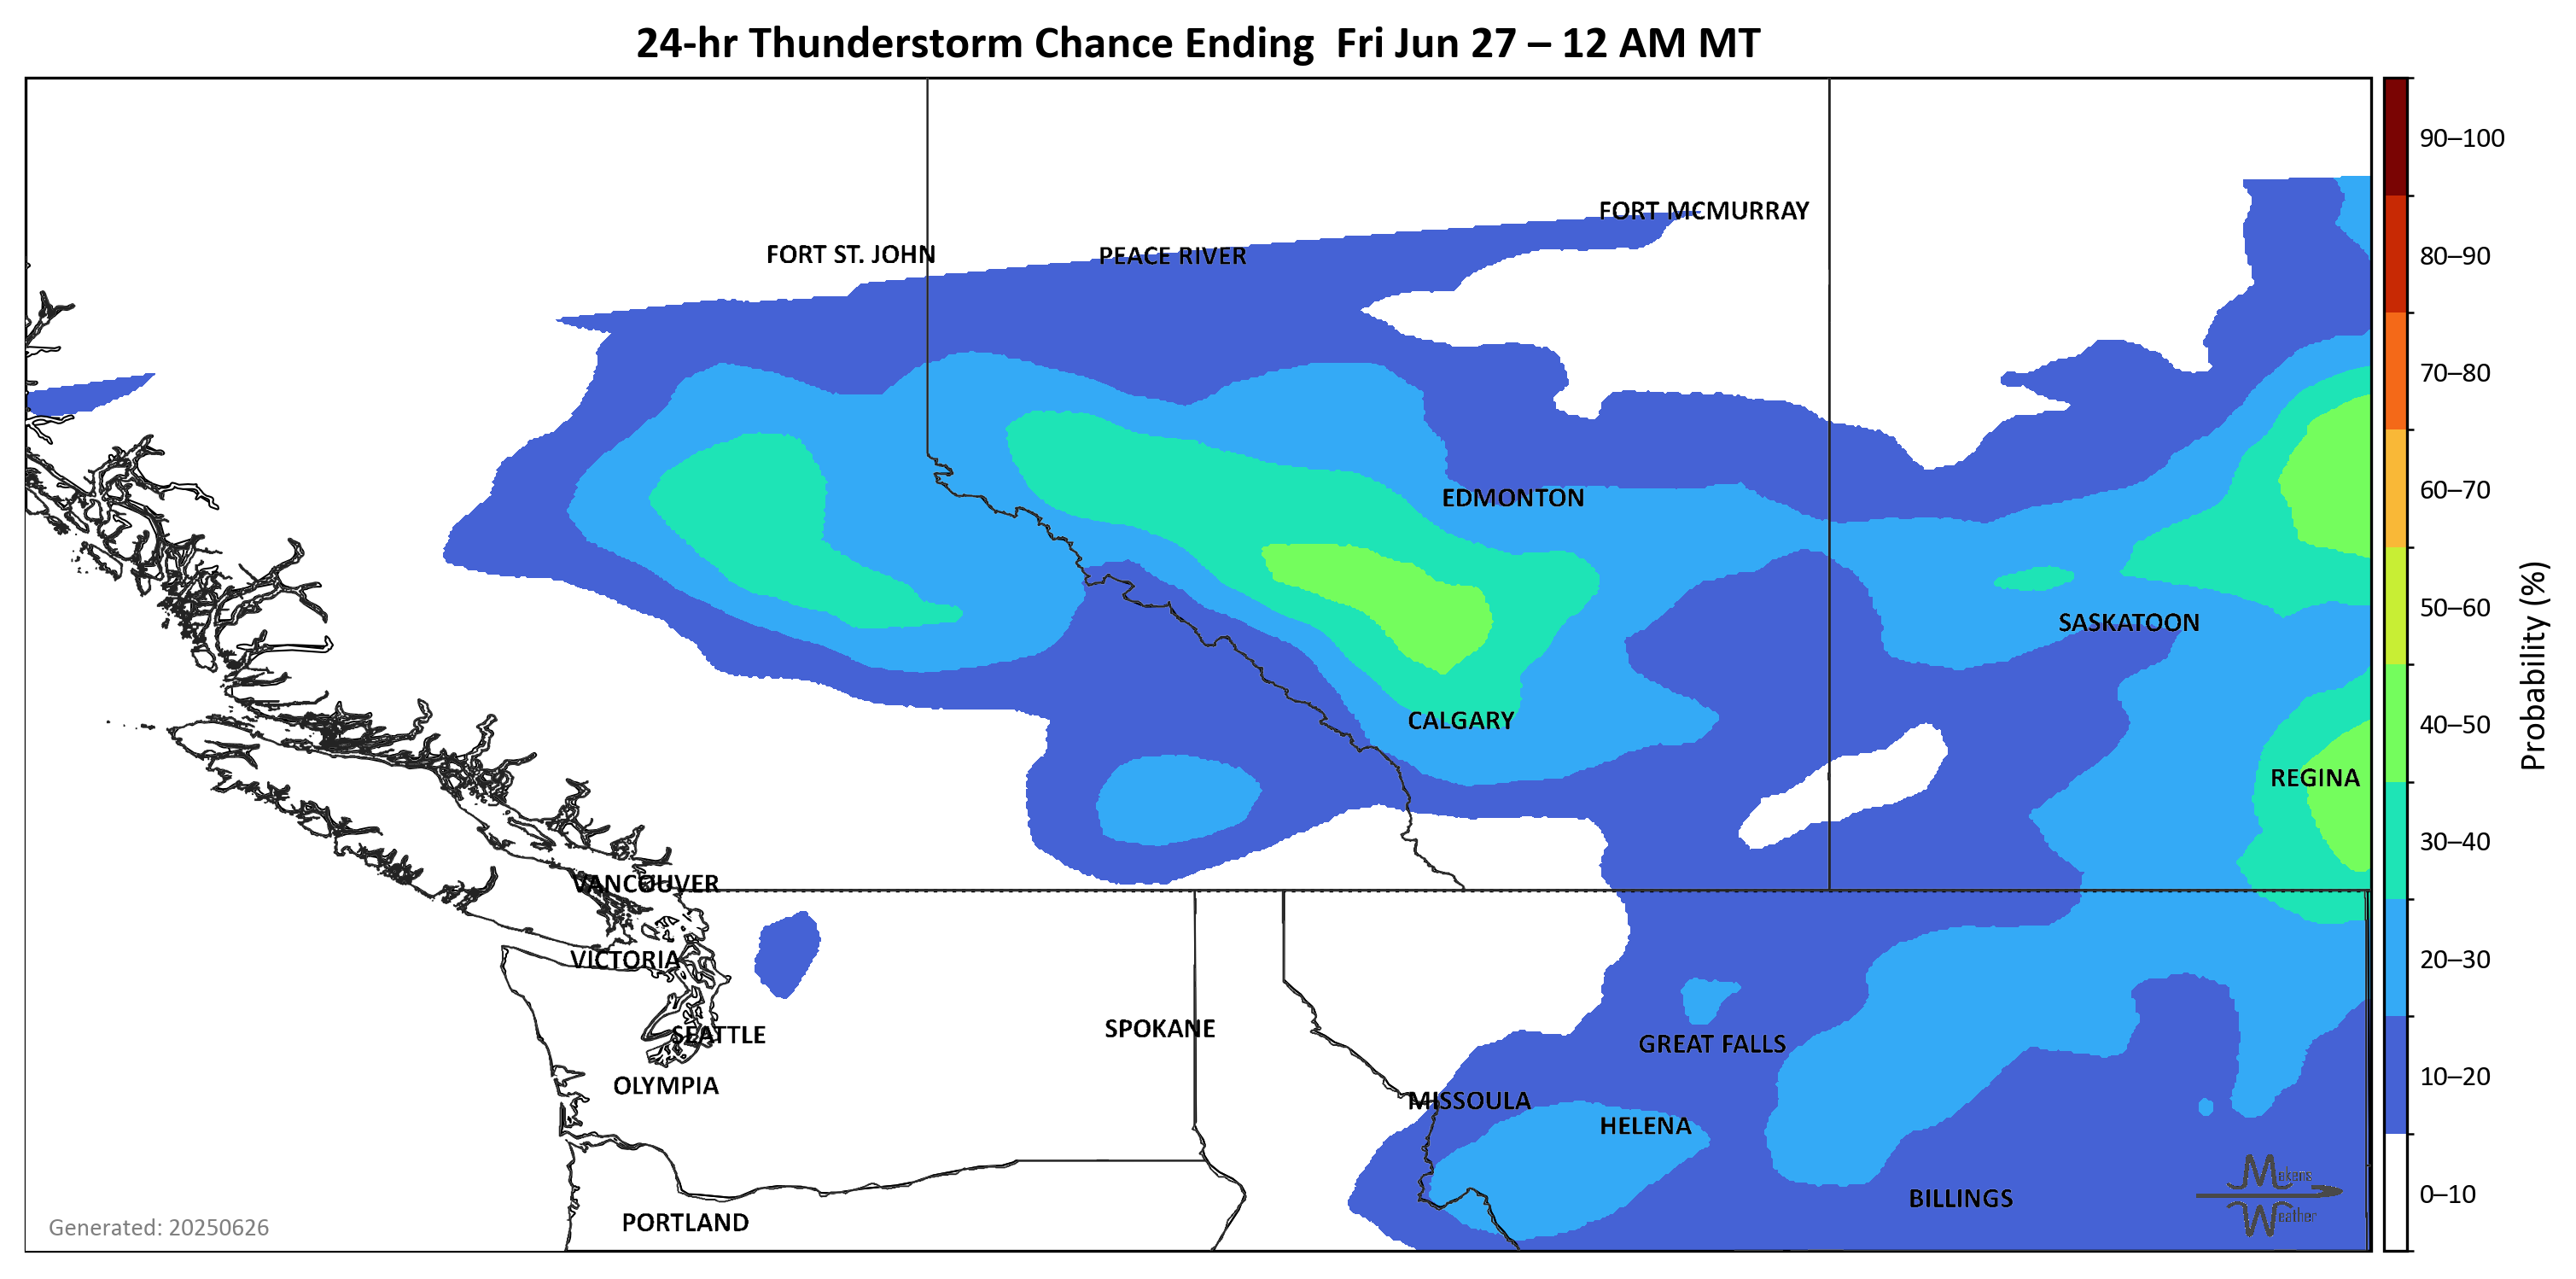 24-hr Thunderstorm Chance Ending  Fri Jun 27 – 12 AM MT
90–100
FORT MCMURRAY
FORT ST. JOHN
PEACE RIVER
80–90
70–80
EDMONTON
60–70
SASKATOON
50–60
CALGARY
40–50
Probability (%)
REGINA
30–40
VANCOUVER
VICTORIA
20–30
SPOKANE
SEATTLE
GREAT FALLS
OLYMPIA
10–20
MISSOULA
HELENA
Mekens
Weather
BILLINGS
0–10
PORTLAND
Generated: 20250626